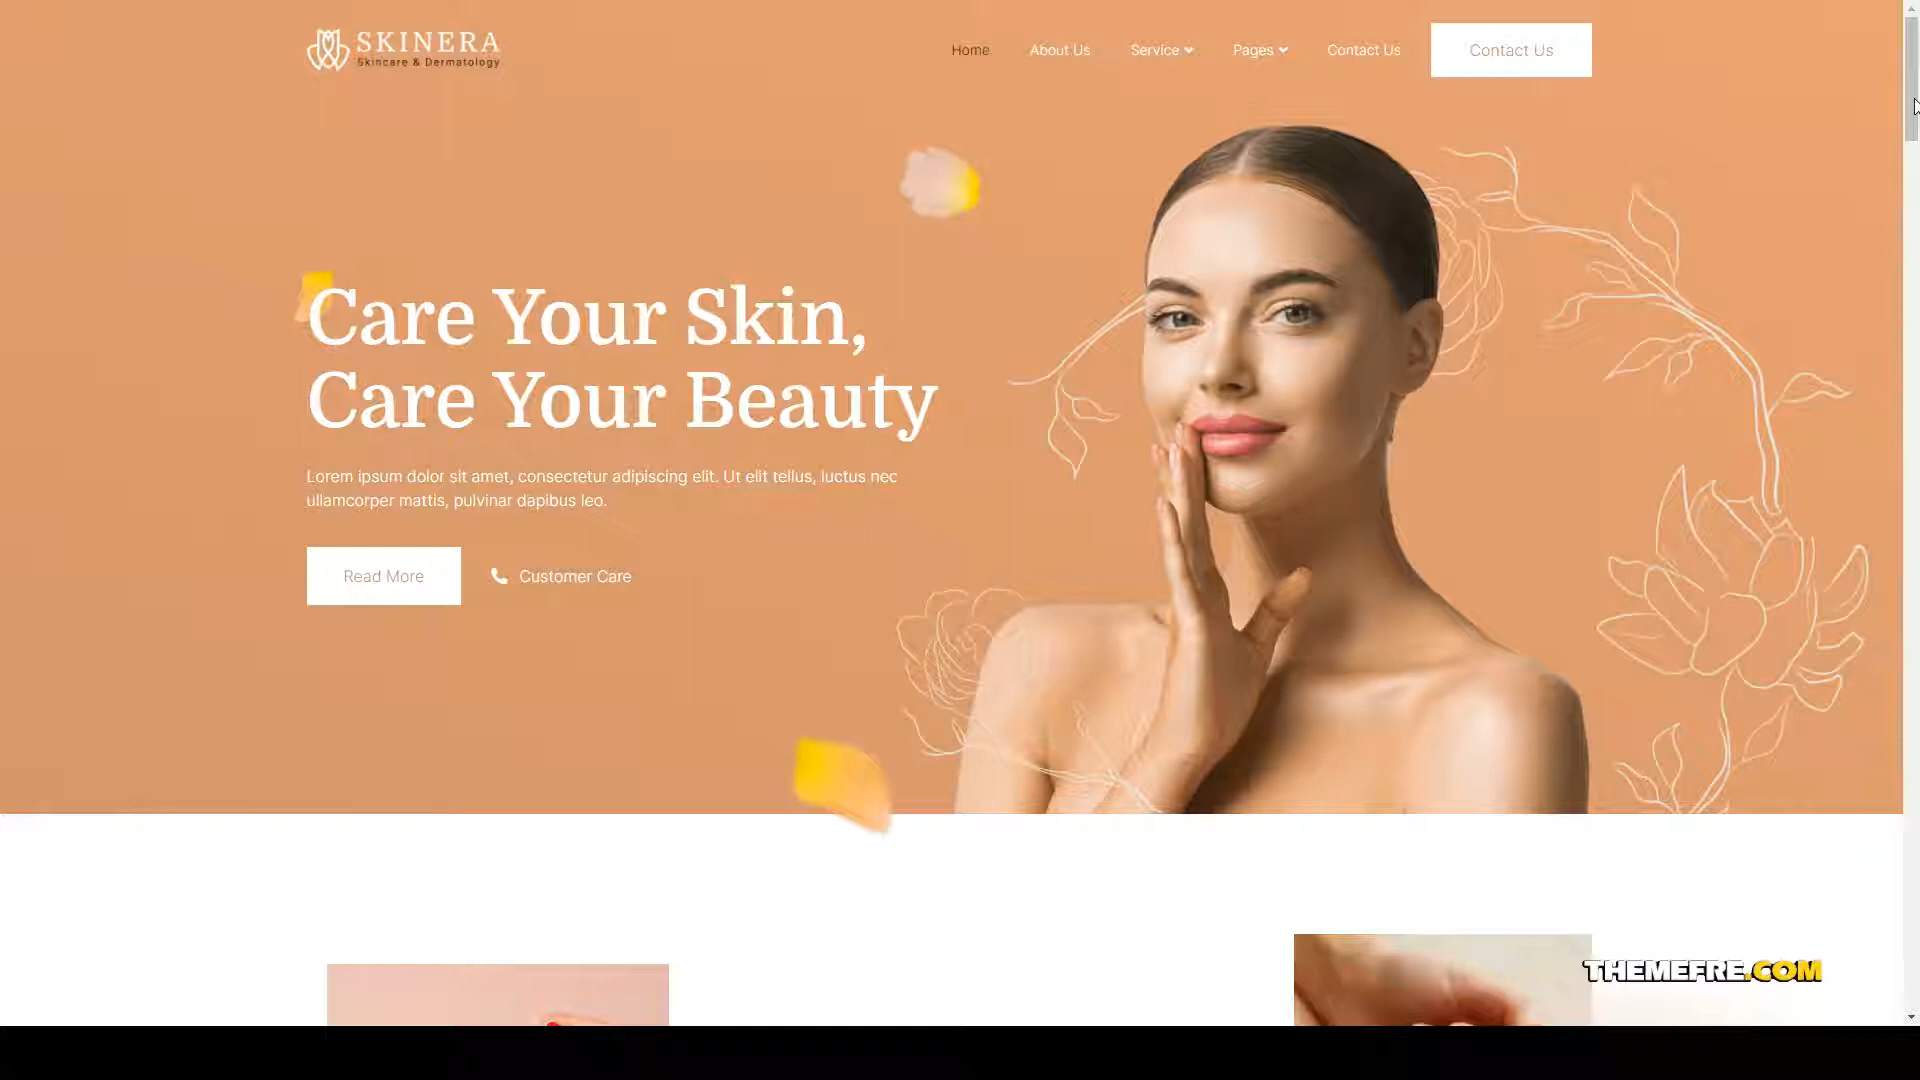 SKINERA
Skincare & Dermatology
Home
About Us
Service
Pages
Contact Us
Contact Us
Care Your Skin,
Care Your Beauty
Lorem ipsum dolor sit amet, consectetur adipiscing elit. Ut elit tellus, luctus nec
ullamcorper mattis, pulvinar dapibus leo.
Read More
Customer Care
THEMEFRE.COM